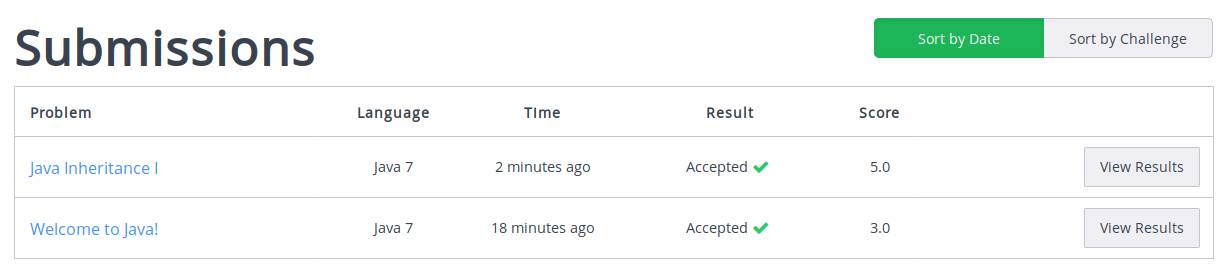 Submissions
Sort by Date Sort by Challenge
Problem Language TIme Result Score
Java Inheritance I Java 7 2 minutes ago Accepted 5.0 View Results
Welcome to Java! Java 7 18 minutes ago Accepted 3.0 View Results